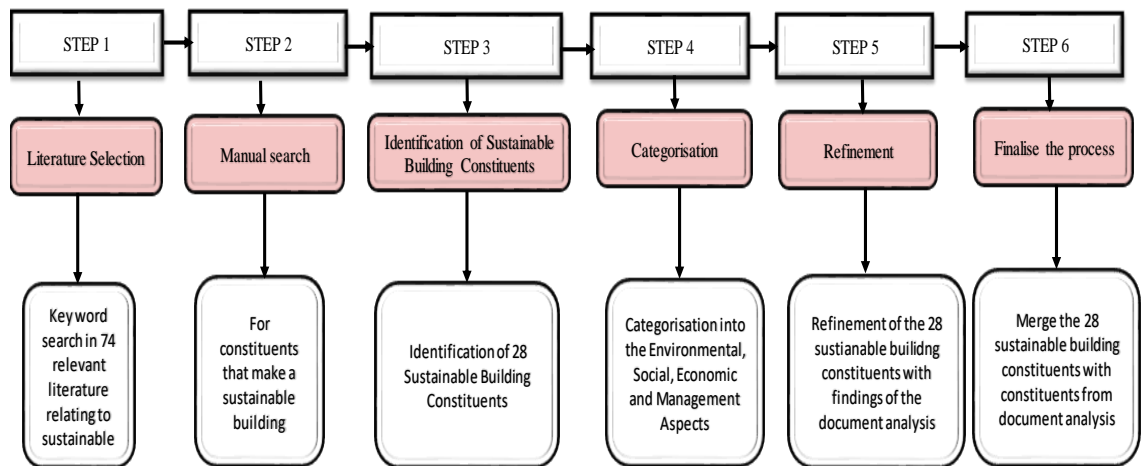 STEP 1
STEP 2
STEP 3
STEP 4
STEP 5
STEP 6
Literature Selection
Manual search
Identification of Sustainable
Building Constituents
Categorisation
Refinement
Finalise the process
Key word
search in 74
relevant
literature
relating to
sustainable
For
constituents
that make a
sustainable
building
Identification of 28
Sustainable Building
Constituents
Categorisation into
the Environmental,
Social, Economic
and Management
Aspects
Refinement of the 28
sustianable builidng
constituents with
findings of the
document analysis
Merge the 28
sustainable building
constituents with
constituents from
document analysis